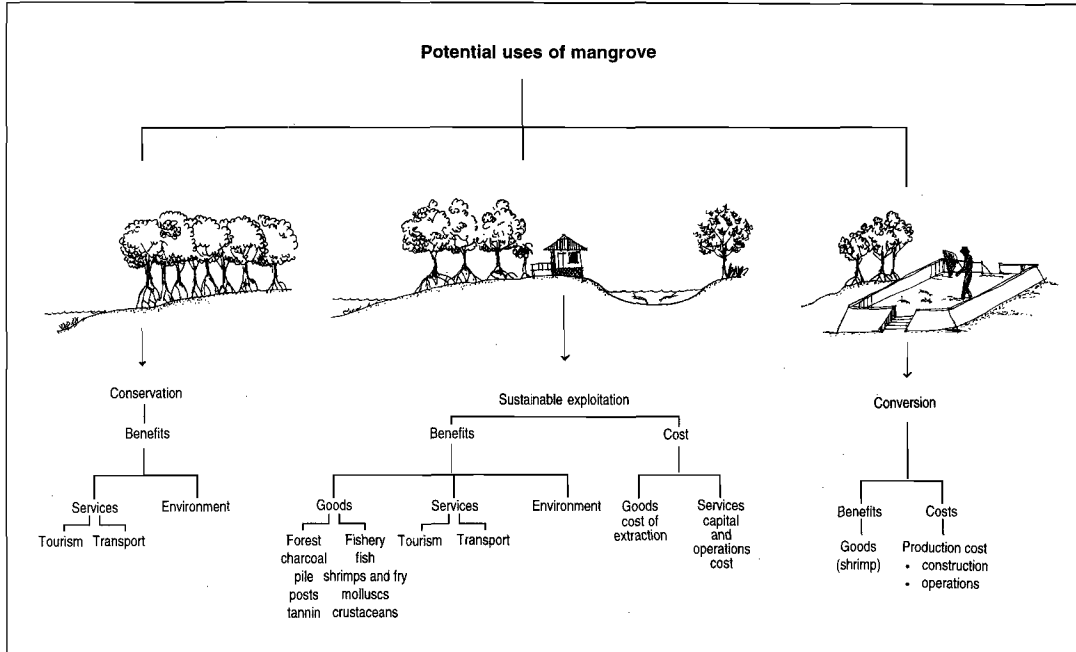 Potential uses of mangrove
Conservation
Benefits
Services
Environment
Tourism
Transport
Sustainable exploitation
Benefits
Cost
Goods
Services
Environment
Forest
charcoal
pile
posts
tannin
Fishery
fish
shrimps and fry
molluscs
crustaceans
Tourism
Transport
Goods
cost of
extraction
Services
capital
and
operations
cost
Conversion
Benefits
Costs
Goods
(shrimp)
Production cost
• construction
• operations